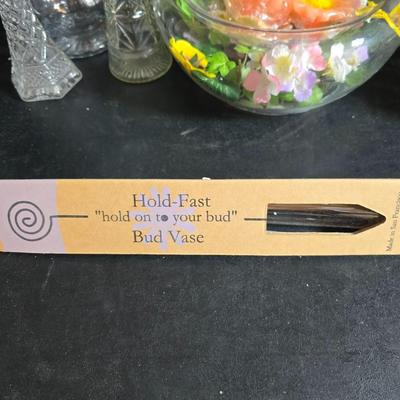 Hold-Fast
"hold on to your bud"
Bud Vase
Made in San Francisco